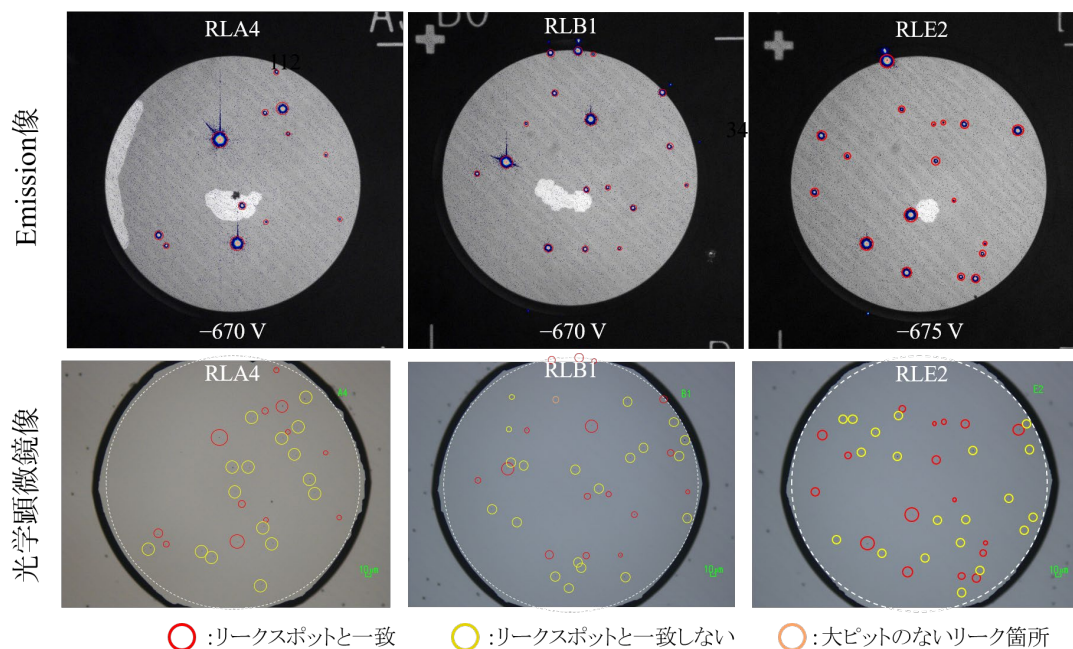 RLA4
112
−670 V
RLB1
34
−670 V
RLE2
−675 V
Emission像
RLA4
A4
10μm
RLB1
B1
10μm
RLE2
E2
10μm
光学顕微鏡像
:リークスポットと一致
:リークスポットと一致しない
:大ピットのないリーク箇所